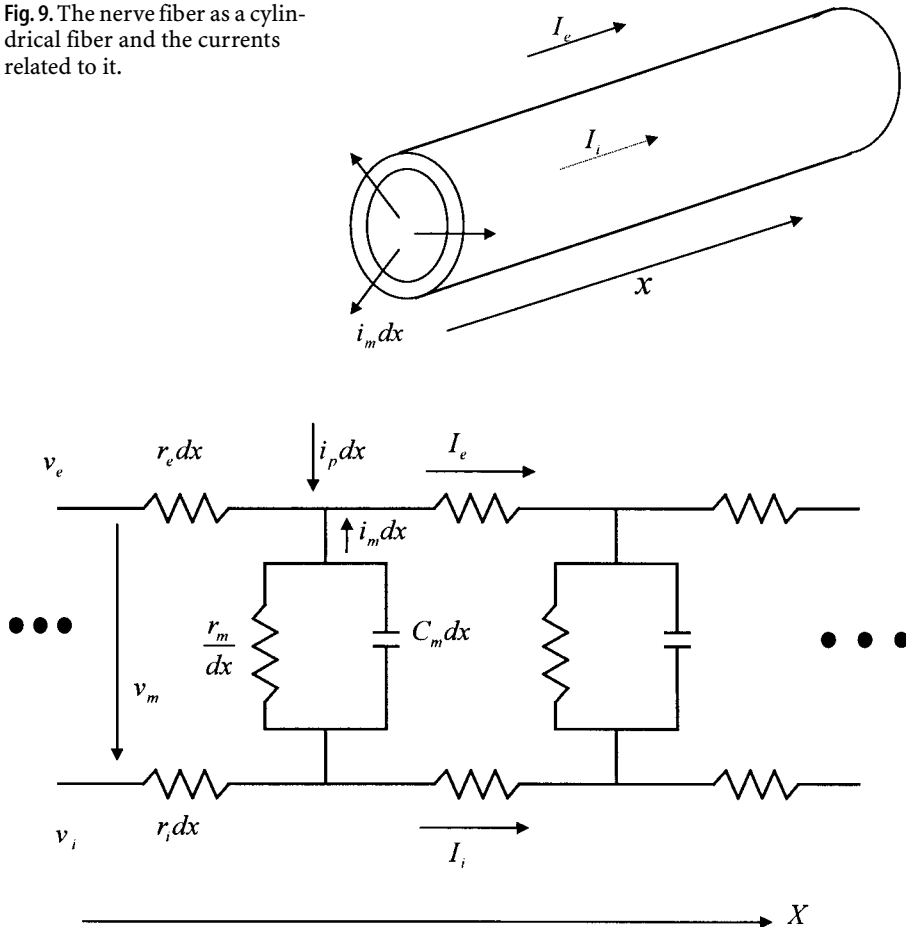 Fig. 9. The nerve fiber as a cylin-
drical fiber and the currents
related to it.
I_e
I_i
x
i_m dx
v_e
r_e dx
i_p dx
I_e
i_m dx
r_m
dx
C_m dx
v_m
v_i
r_i dx
I_i
X